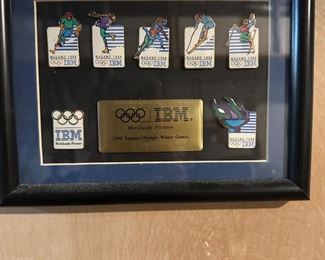 NAGANO 1998
IBM
NAGANO 1998
IBM
NAGANO 1998
IBM
NAGANO 1998
IBM
NAGANO 1998
IBM
IBM
Worldwide Partner
IBM®
Worldwide Partner
1998 Nagano Olympic Winter Games
NAGANO 1998
IBM